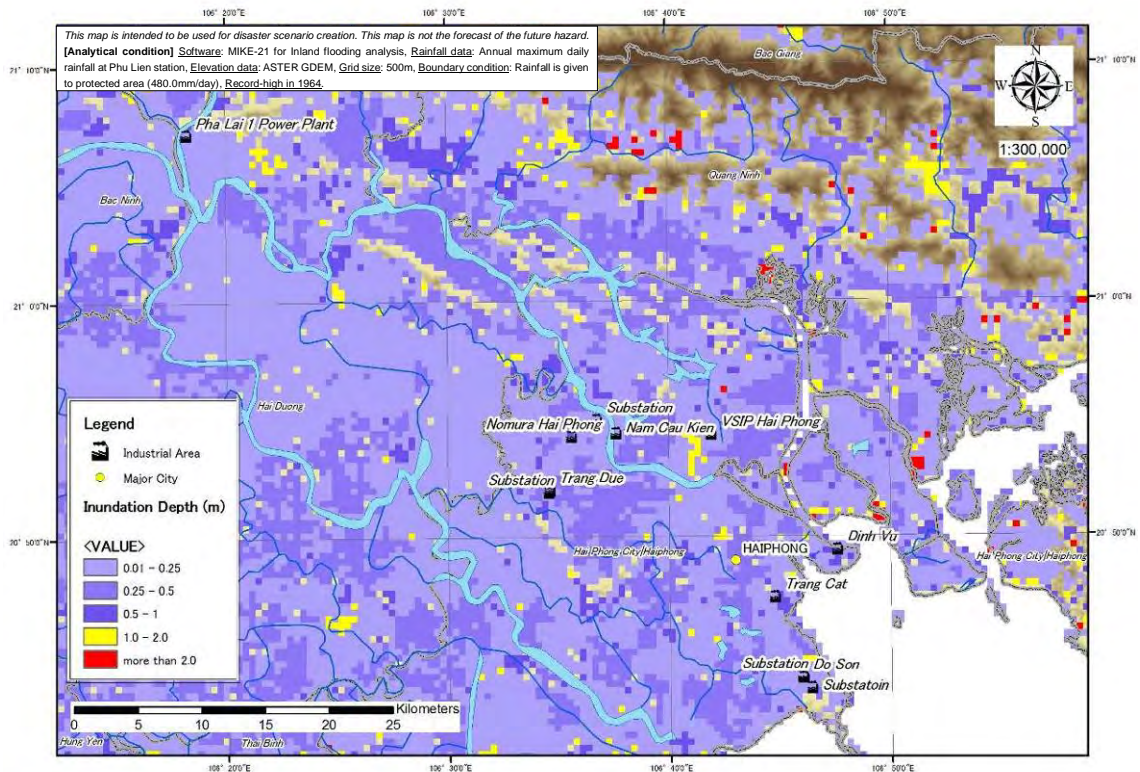 106° 20'0"E
106° 30'0"E
106° 40'0"E
106° 50'0"E
This map is intended to be used for disaster scenario creation. This map is not the forecast of the future hazard.
[Analytical condition] Software: MIKE-21 for Inland flooding analysis, Rainfall data: Annual maximum daily
rainfall at Phu Lien station, Elevation data: ASTER GDEM, Grid size: 500m, Boundary condition: Rainfall is given
to protected area (480.0mm/day), Record-high in 1964.
Bac Giang
N
W
E
S
1:300,000
21° 10'0"N
21° 10'0"N
Pha Lai 1 Power Plant
Quang Ninh
Bac Ninh
21° 0'0"N
21° 0'0"N
Hai Duong
Substation
Nomura Hai Phong
Nam Cau Kien
VSIP Hai Phong
Substation
Trang Due
Legend
Industrial Area
Major City
Inundation Depth (m)
<VALUE>
0.01 - 0.25
0.25 - 0.5
0.5 - 1
1.0 - 2.0
more than 2.0
20° 50'0"N
20° 50'0"N
Dinh Vu
Hai Phong City|Haiphong
HAIPHONG
Hai Phong City|Haiphong
Trang Cat
Substation Do Son
Substatoin
Kilometers
0 5 10 15 20 25
Hung Yen
Thai Binh
106° 20'0"E
106° 30'0"E
106° 40'0"E
106° 50'0"E